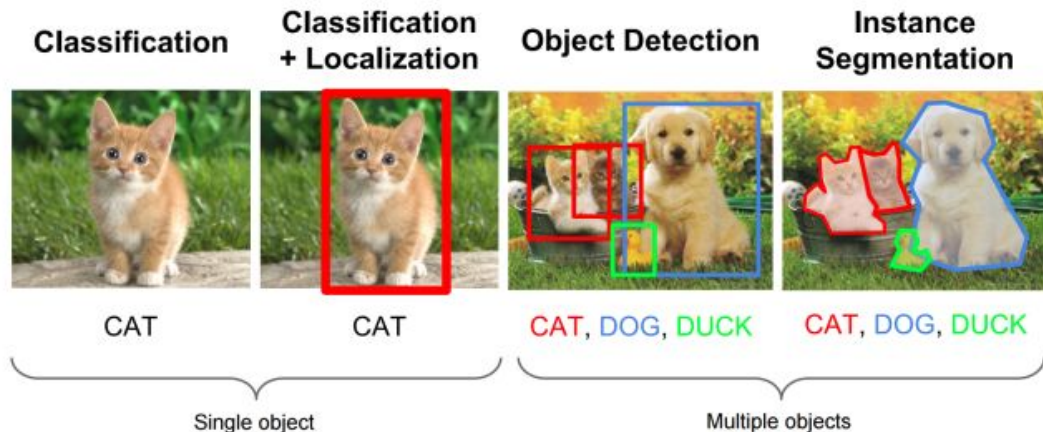 Classification
Classification
+ Localization
Object Detection
Instance
Segmentation
CAT
CAT
CAT, DOG, DUCK
CAT, DOG, DUCK
Single object
Multiple objects